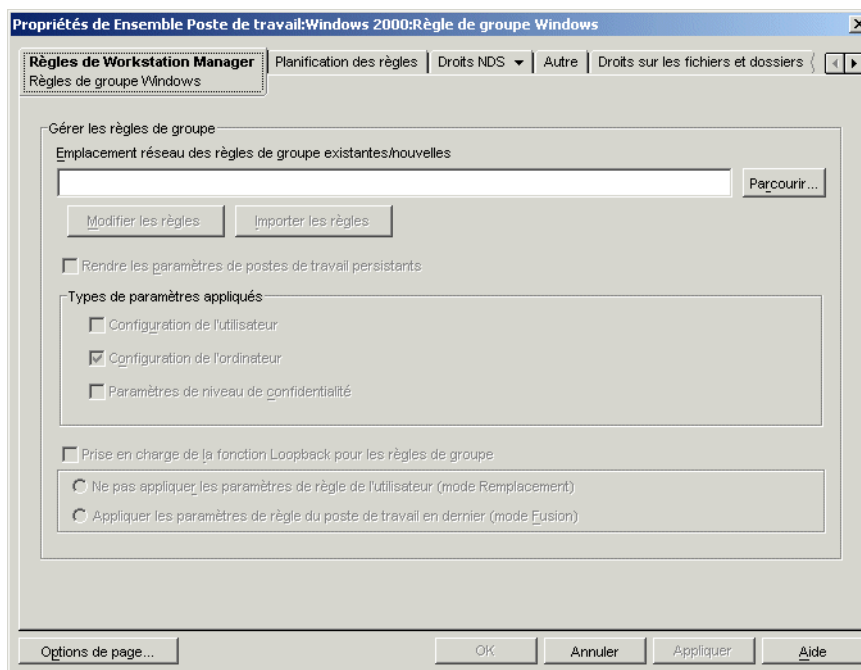 Propriétés de Ensemble Poste de travail:Windows 2000:Règle de groupe Windows
Règles de Workstation Manager
Planification des règles
Droits NDS
Autre
Droits sur les fichiers et dossiers
Règles de groupe Windows
Gérer les règles de groupe
Emplacement réseau des règles de groupe existantes/nouvelles
Parcourir...
Modifier les règles
Importer les règles
Rendre les paramètres de postes de travail persistants
Types de paramètres appliqués
Configuration de l'utilisateur
Configuration de l'ordinateur
Paramètres de niveau de confidentialité
Prise en charge de la fonction Loopback pour les règles de groupe
Ne pas appliquer les paramètres de règle de l'utilisateur (mode Remplacement)
Appliquer les paramètres de règle du poste de travail en dernier (mode Fusion)
Options de page...
OK
Annuler
Appliquer
Aide